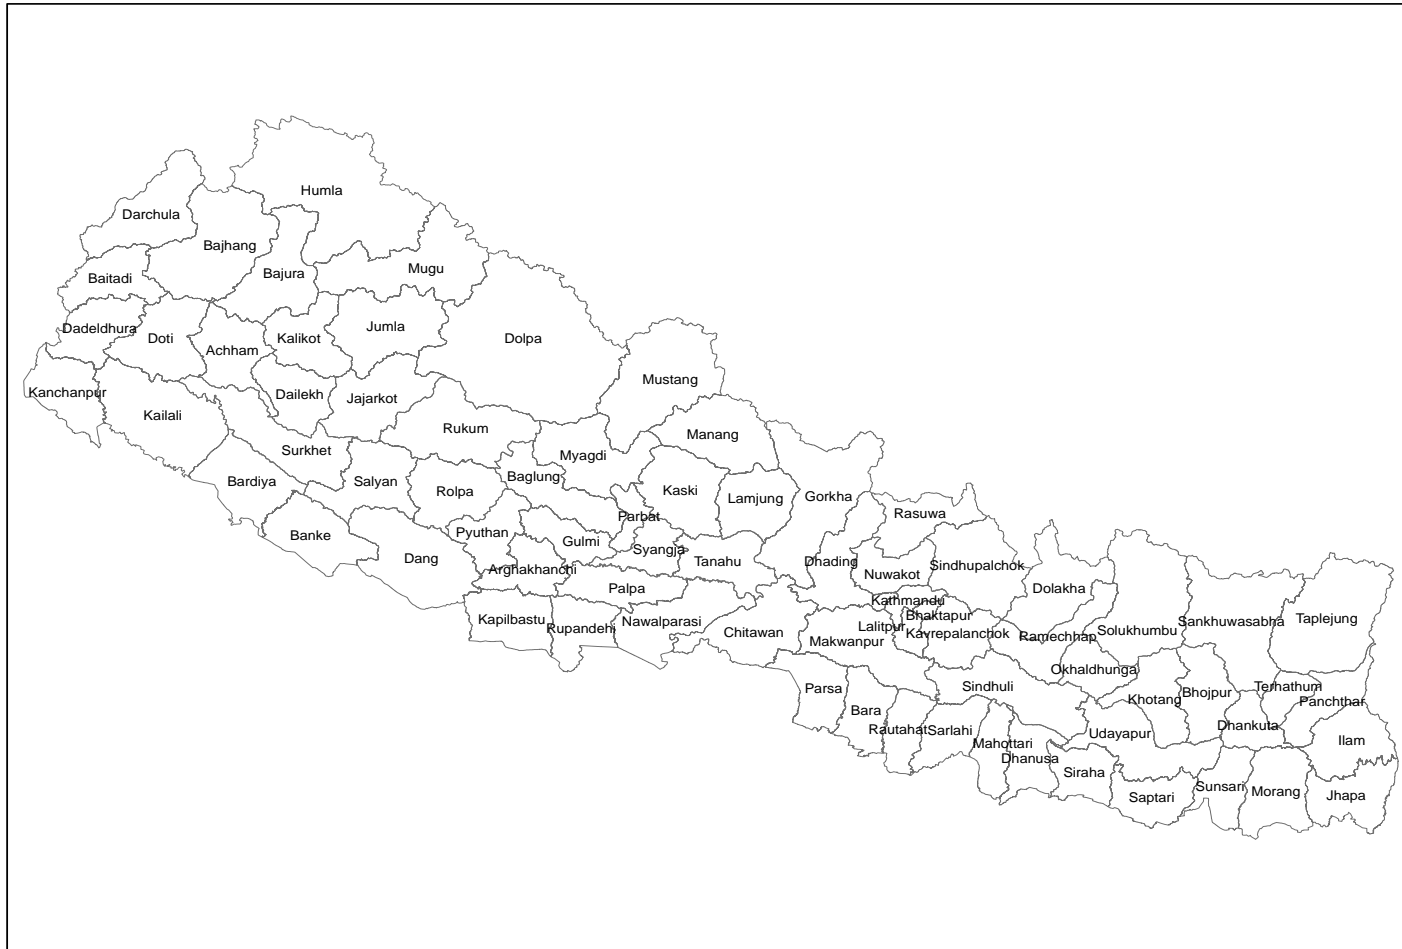 Humla
Darchula
Bajhang
Mugu
Bajura
Baitadi
Jumla
Dadeldhura
Doti
Kalikot
Dolpa
Achham
Mustang
Kanchanpur
Dailekh
Jajarkot
Kailali
Rukum
Manang
Surkhet
Myagdi
Baglung
Bardiya
Salyan
Rolpa
Kaski
Lamjung
Gorkha
Rasuwa
Parbat
Banke
Pyuthan
Gulmi
Syangja
Dang
Tanahu
Dhading
Sindhupalchok
Arghakhanchi
Nuwakot
Palpa
Dolakha
Kathmandu
Bhaktapur
Kapilbastu
Rupandehi
Nawalparasi
Chitawan
Lalitpur
Makwanpur
Kavrepalanchok
Ramechhap
Solukhumbu
Sankhuwasabha
Taplejung
Okhaldhunga
Parsa
Sindhuli
Khotang
Bhojpur
Terhathum
Panchthar
Bara
Rautahat
Sarlahi
Mahottari
Dhanusa
Udayapur
Dhankuta
Ilam
Siraha
Saptari
Sunsari
Morang
Jhapa